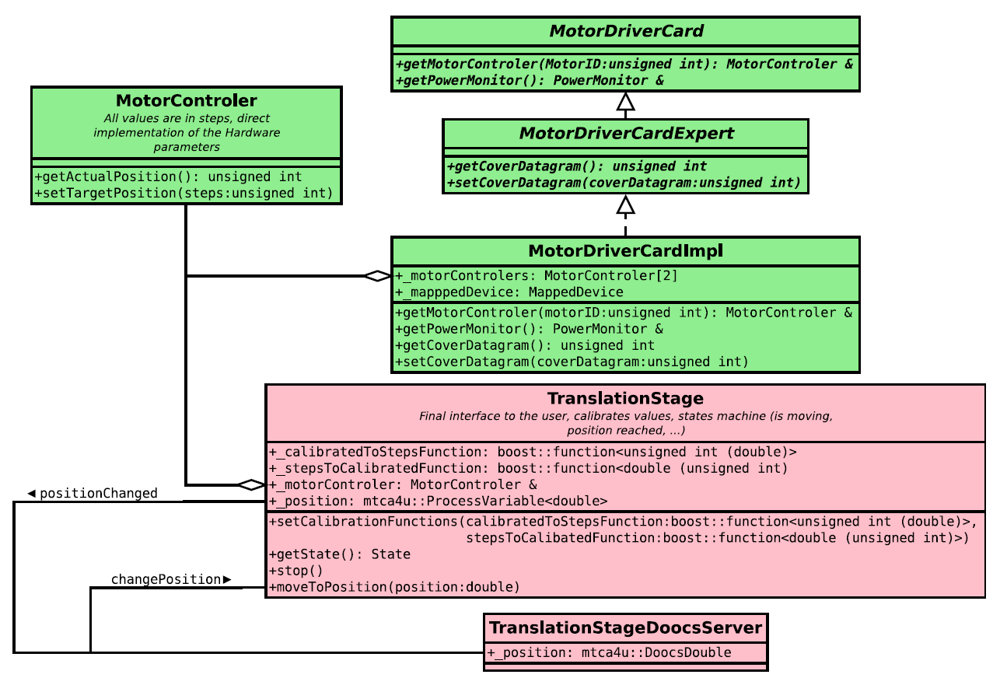 MotorDriverCard
+getMotorControler(MotorID:unsigned int): MotorControler &
+getPowerMonitor(): PowerMonitor &
MotorControler
All values are in steps, direct
implementation of the Hardware
parameters
+getActualPosition(): unsigned int
+setTargetPosition(steps:unsigned int)
MotorDriverCardExpert
+getCoverDatagram(): unsigned int
+setCoverDatagram(coverDatagram:unsigned int)
MotorDriverCardImpl
+_motorControlers: MotorControler[2]
+_mapppedDevice: MappedDevice
+getMotorControler(motorID:unsigned int): MotorControler &
+getPowerMonitor(): PowerMonitor &
+getCoverDatagram(): unsigned int
+setCoverDatagram(coverDatagram:unsigned int)
TranslationStage
Final interface to the user, calibrates values, states machine (is moving,
position reached, ...)
+_calibratedToStepsFunction: boost::function<unsigned int (double)>
+_stepsToCalibratedFunction: boost::function<double (unsigned int)
+_motorControler: MotorControler &
+_position: mtca4u::ProcessVariable<double>
+setCalibrationFunctions(calibratedToStepsFunction:boost::function<unsigned int (double)>,
stepsToCalibatedFunction:boost::function<double (unsigned int)>)
+getState(): State
+stop()
+moveToPosition(position:double)
◄positionChanged
changePosition►
TranslationStageDoocsServer
+_position: mtca4u::DoocsDouble